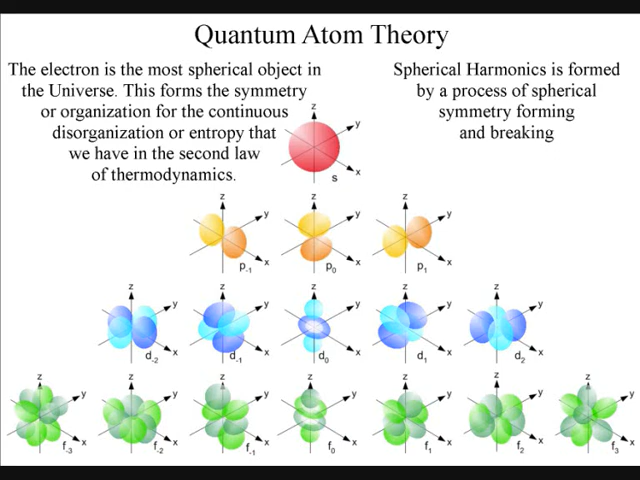 Quantum Atom Theory
The electron is the most spherical object in
the Universe. This forms the symmetry
or organization for the continuous
disorganization or entropy that
we have in the second law
of thermodynamics.
Spherical Harmonics is formed
by a process of spherical
symmetry forming
and breaking
z
y
x
s
z
y
x
p-1
z
y
x
p0
z
y
x
p1
z
y
x
d-2
z
y
x
d-1
z
y
x
d0
z
y
x
d1
z
y
x
d2
z
y
x
f-3
z
y
x
f-2
z
y
x
f-1
z
y
x
f0
z
y
x
f1
z
y
x
f2
z
y
x
f3